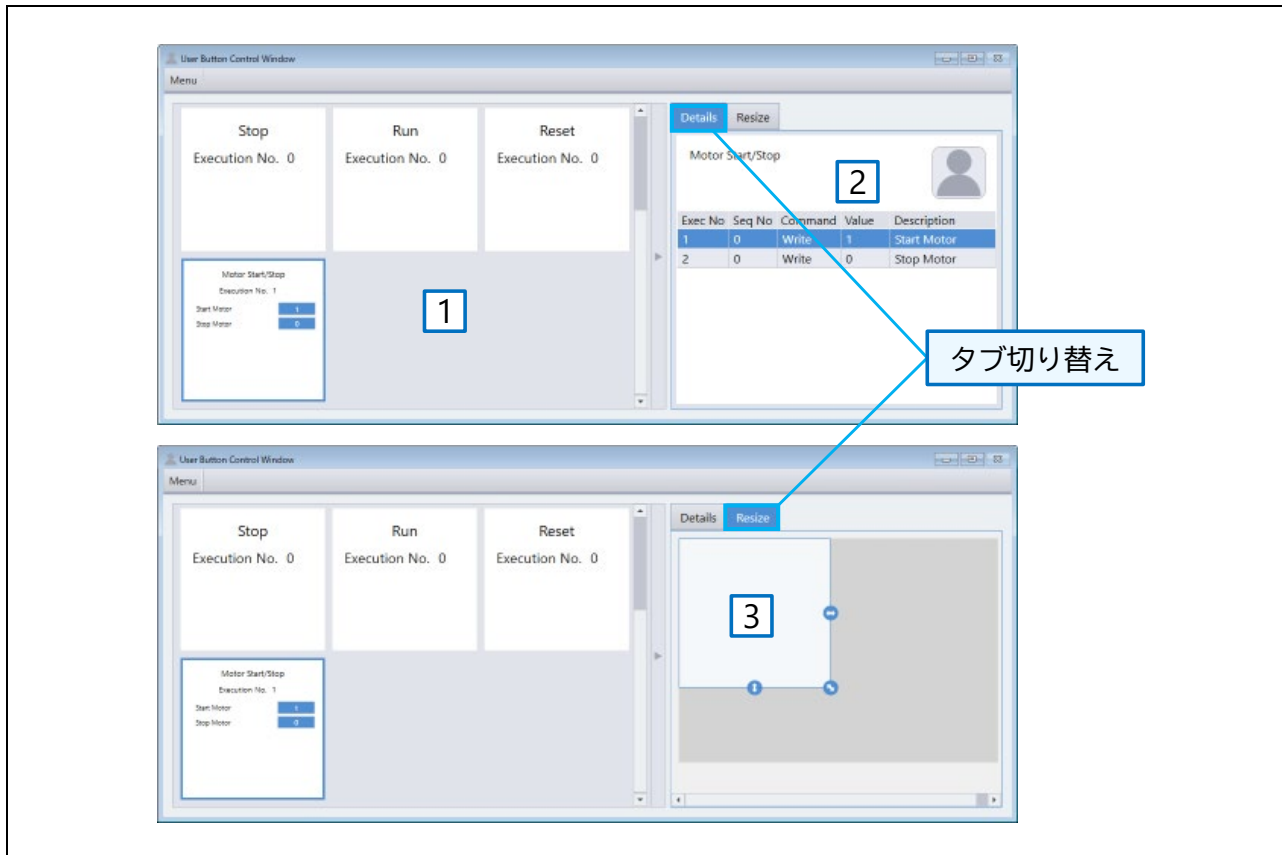 User Button Control Window
Menu
Stop Run Reset
Execution No. 0 Execution No. 0 Execution No. 0
Motor Start/Stop
Execution No. 1
Start Motor 1
Stop Motor 0
1
Details Resize
Motor Start/Stop
2
Exec No Seq No Command Value Description
1 0 Write 1 Start Motor
2 0 Write 0 Stop Motor
タブ切り替え
User Button Control Window
Menu
Stop Run Reset
Execution No. 0 Execution No. 0 Execution No. 0
Motor Start/Stop
Execution No. 1
Start Motor 1
Stop Motor 0
Details Resize
3